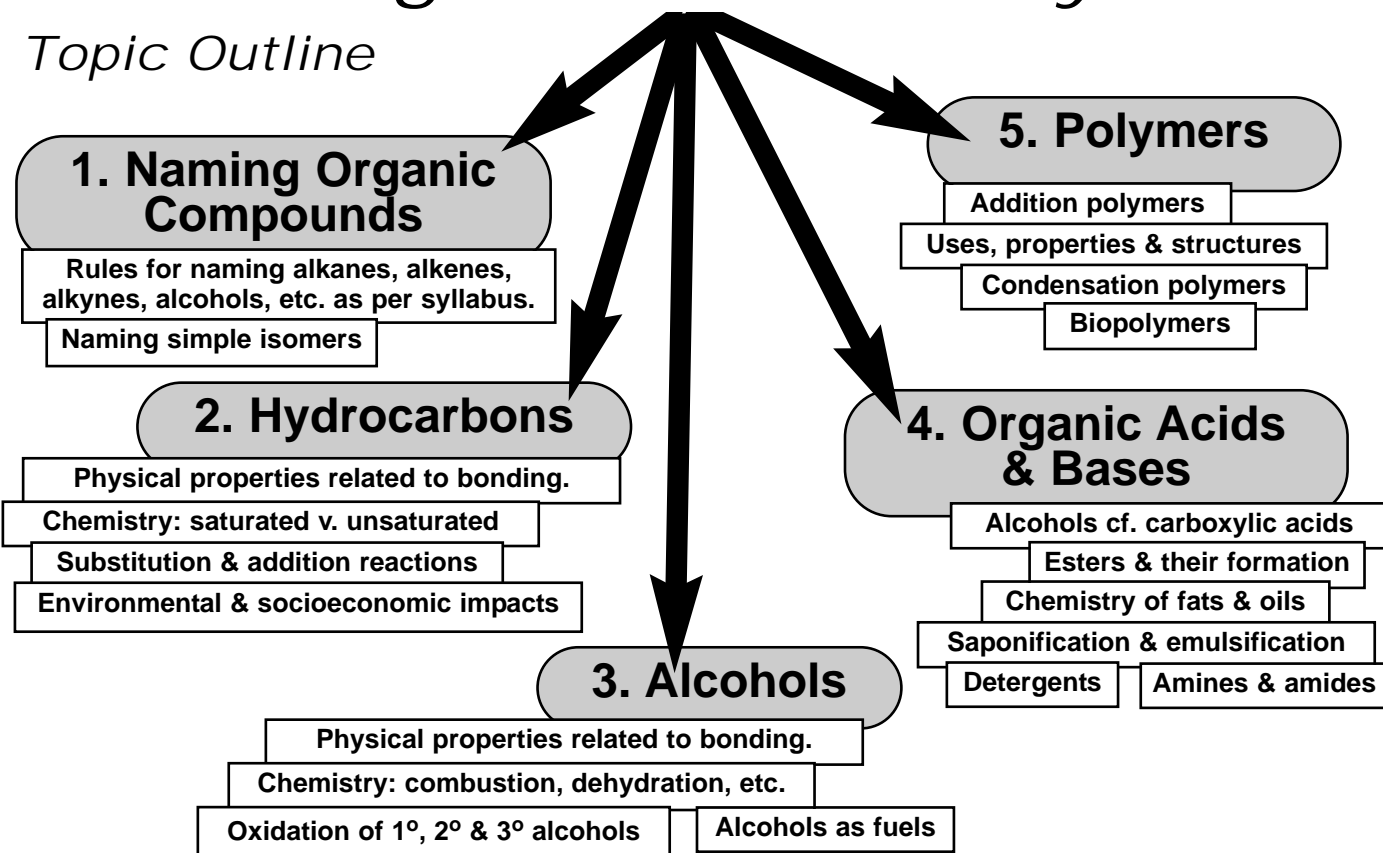 Topic Outline
1. Naming Organic
Compounds
Rules for naming alkanes, alkenes,
alkynes, alcohols, etc. as per syllabus.
Naming simple isomers
2. Hydrocarbons
Physical properties related to bonding.
Chemistry: saturated v. unsaturated
Substitution & addition reactions
Environmental & socioeconomic impacts
3. Alcohols
Physical properties related to bonding.
Chemistry: combustion, dehydration, etc.
Oxidation of 1º, 2º & 3º alcohols
Alcohols as fuels
4. Organic Acids
& Bases
Alcohols cf. carboxylic acids
Esters & their formation
Chemistry of fats & oils
Saponification & emulsification
Detergents
Amines & amides
5. Polymers
Addition polymers
Uses, properties & structures
Condensation polymers
Biopolymers